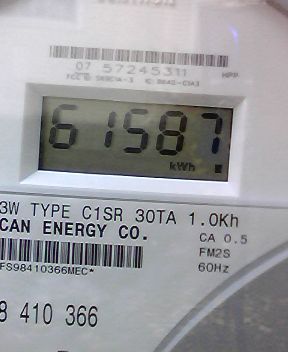 07 57245311
HPP
61587
kWh
3W TYPE C1SR 30TA 1.0Kh
CAN ENERGY CO.
CA 0.5
FM2S
60Hz
FS98410366MEC*
8 410 366